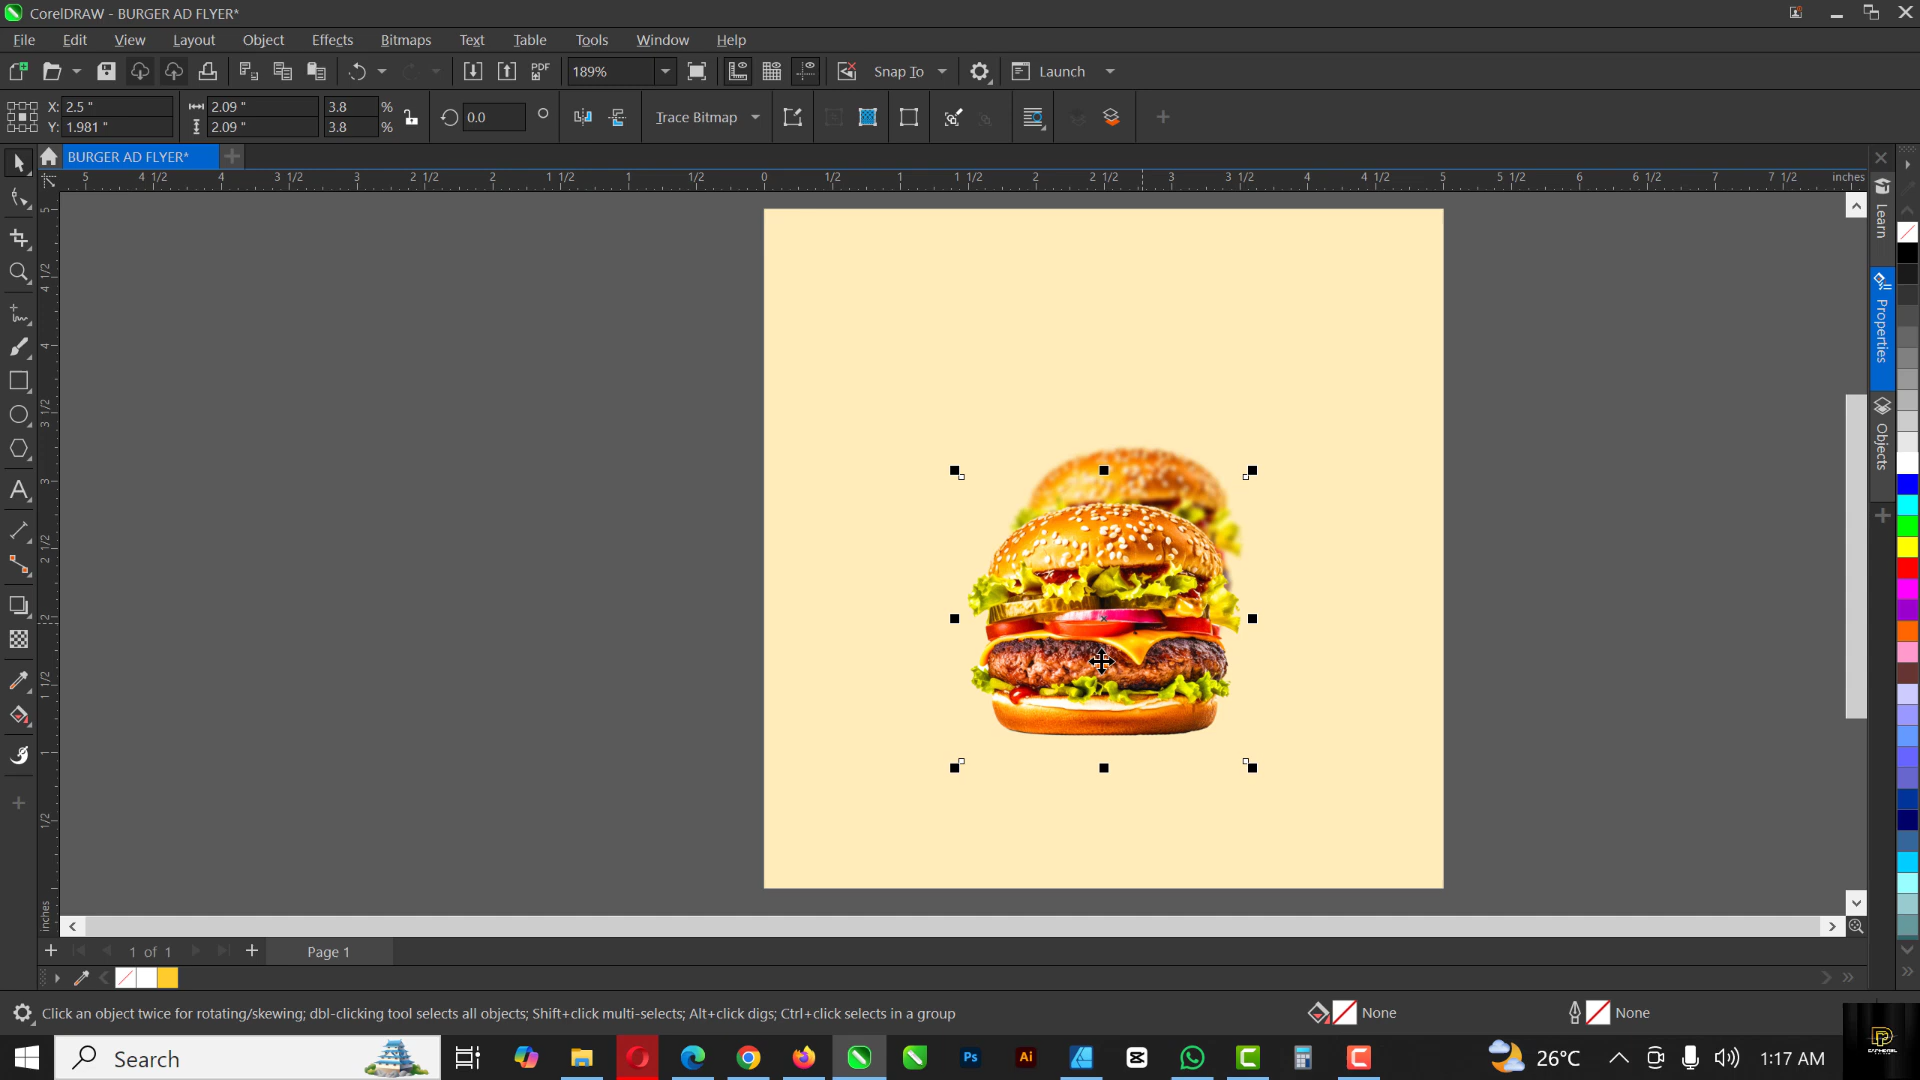 CorelDRAW - BURGER AD FLYER*
File Edit View Layout Object Effects Bitmaps Text Table Tools Window Help
PDF 189% Snap To Launch
X: 2.5 " 2.09 " 3.8 %
Y: 1.981 " 2.09 " 3.8 %
0.0 Trace Bitmap
BURGER AD FLYER*
5 4 1/2 4 3 1/2 3 2 1/2 2 1 1/2 1 1/2 0 1/2 1 1 1/2 2 2 1/2 3 3 1/2 4 4 1/2 5 5 1/2 6 6 1/2 7 7 1/2 inches
5
4 1/2
4
3 1/2
3
2 1/2
2
1 1/2
1
1/2
inches
Learn
Properties
Objects
1 of 1 Page 1
Click an object twice for rotating/skewing; dbl-clicking tool selects all objects; Shift+click multi-selects; Alt+click digs; Ctrl+click selects in a group
None None
Search Ps Ai 26°C 1:17 AM